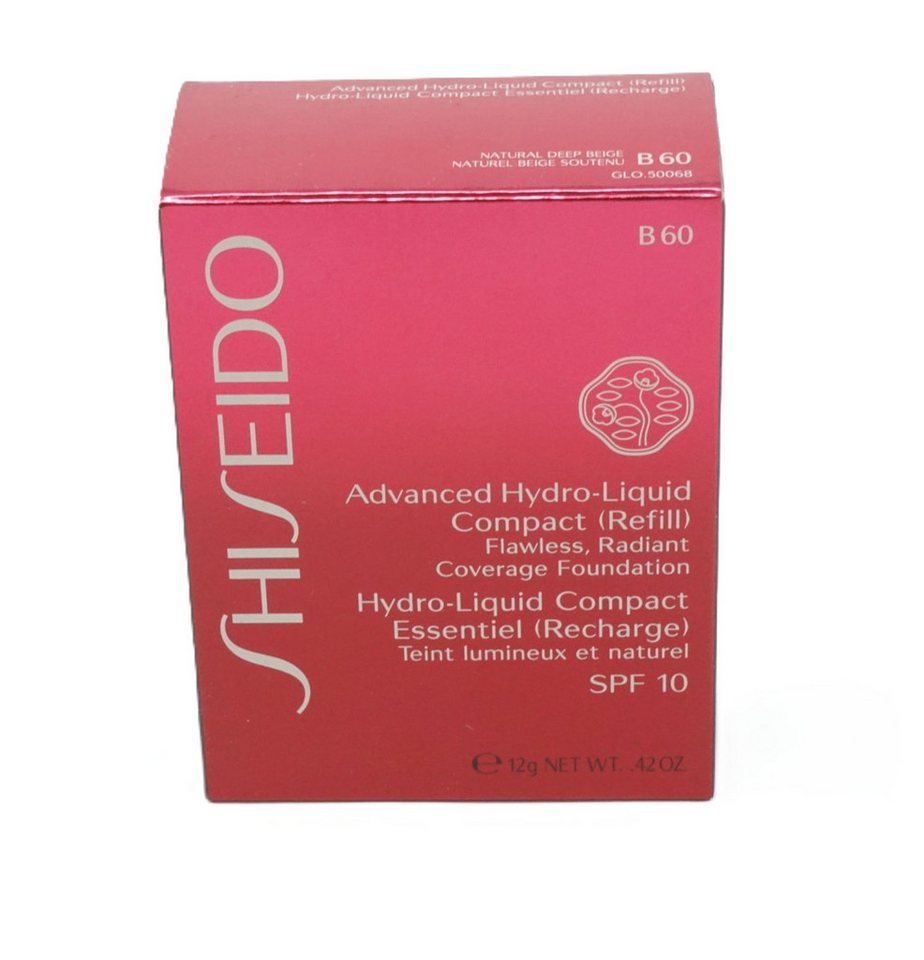 Advanced Hydro-Liquid Compact (Refill)
Hydro-Liquid Compact Essentiel (Recharge)
NATURAL DEEP BEIGE
NATUREL BEIGE SOUTENU B60
GLO.50068
B60
SHISEIDO
Advanced Hydro-Liquid
Compact (Refill)
Flawless, Radiant
Coverage Foundation
Hydro-Liquid Compact
Essentiel (Recharge)
Teint lumineux et naturel
SPF 10
℮ 12g NET WT. .42 OZ.